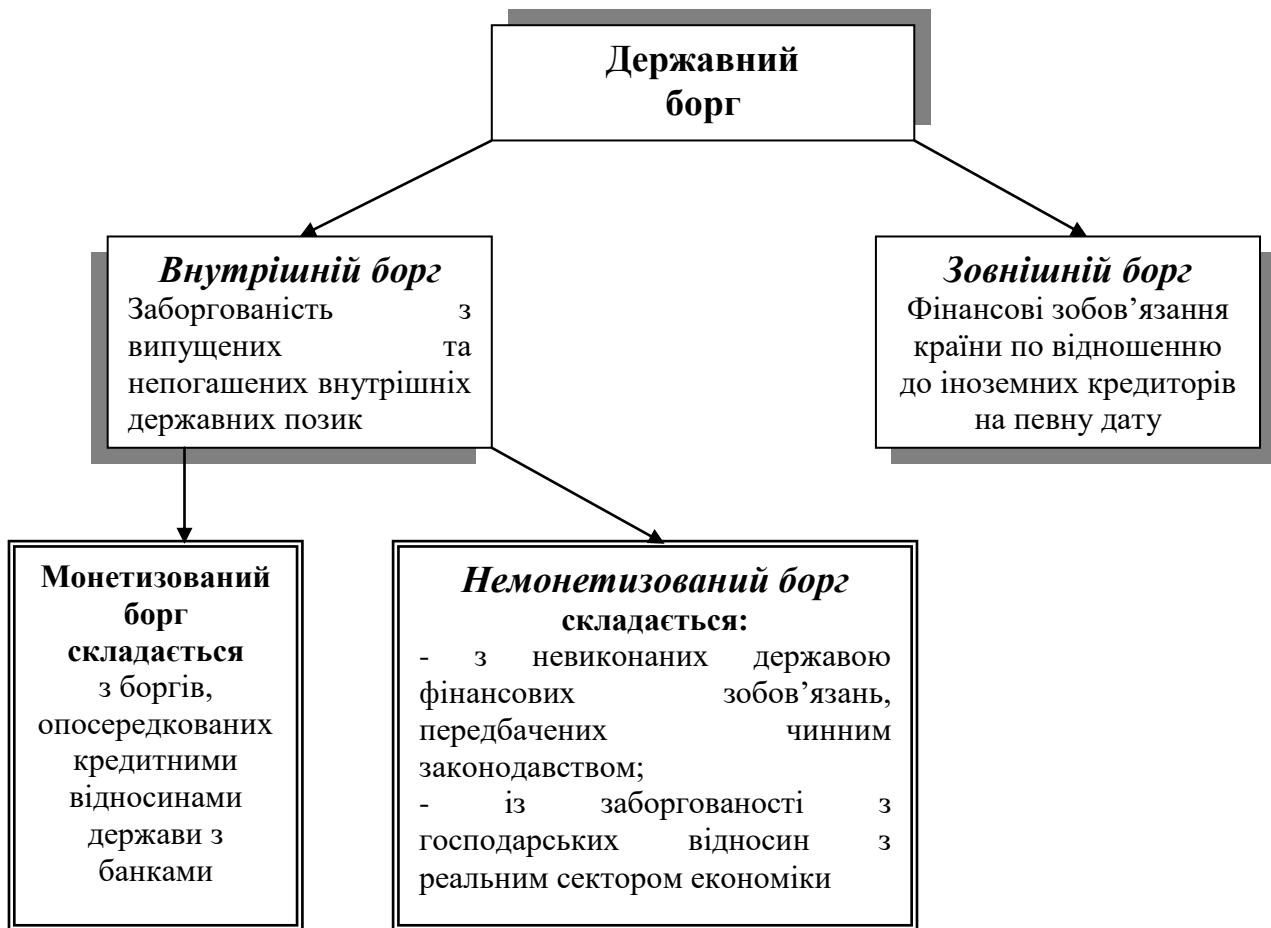 Державний
борг
Внутрішній борг
Заборгованість з
випущених та
непогашених внутрішніх
державних позик
Зовнішній борг
Фінансові зобов’язання
країни по відношенню
до іноземних кредиторів
на певну дату
Монетизований
борг
складається
з боргів,
опосередкованих
кредитними
відносинами
держави з
банками
Немонетизований борг
складається:
- з невиконаних державою
фінансових зобов’язань,
передбачених чинним
законодавством;
- із заборгованості з
господарських відносин з
реальним сектором економіки